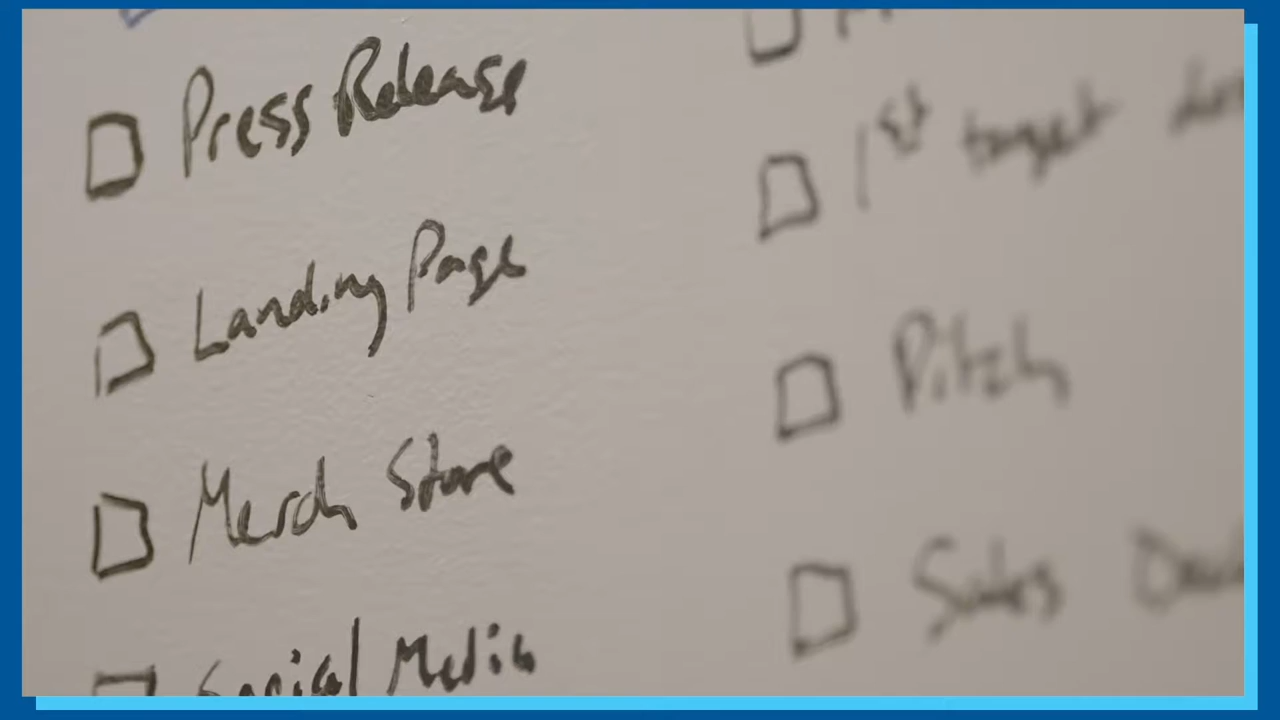 Press Release
Landing Page
Merch Store
Social Media
1st target
Pitch
Sales